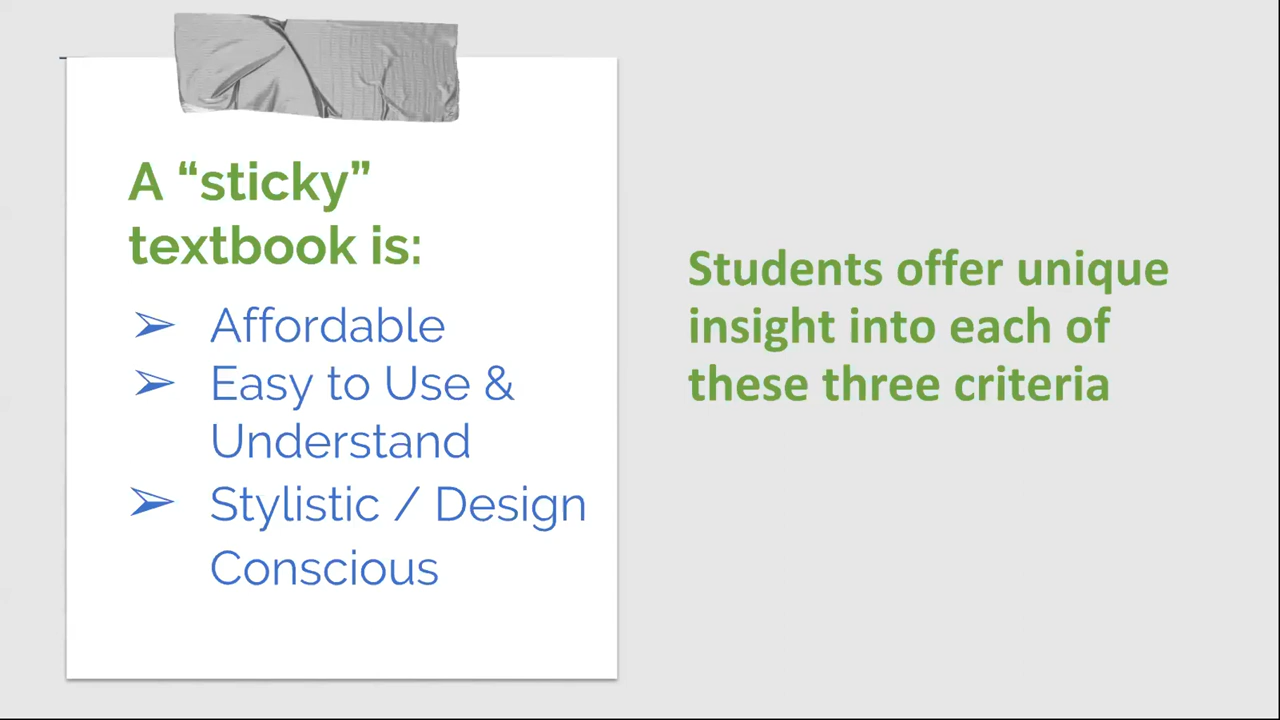 A “sticky”
textbook is:
➢ Affordable
➢ Easy to Use &
Understand
➢ Stylistic / Design
Conscious
Students offer unique
insight into each of
these three criteria